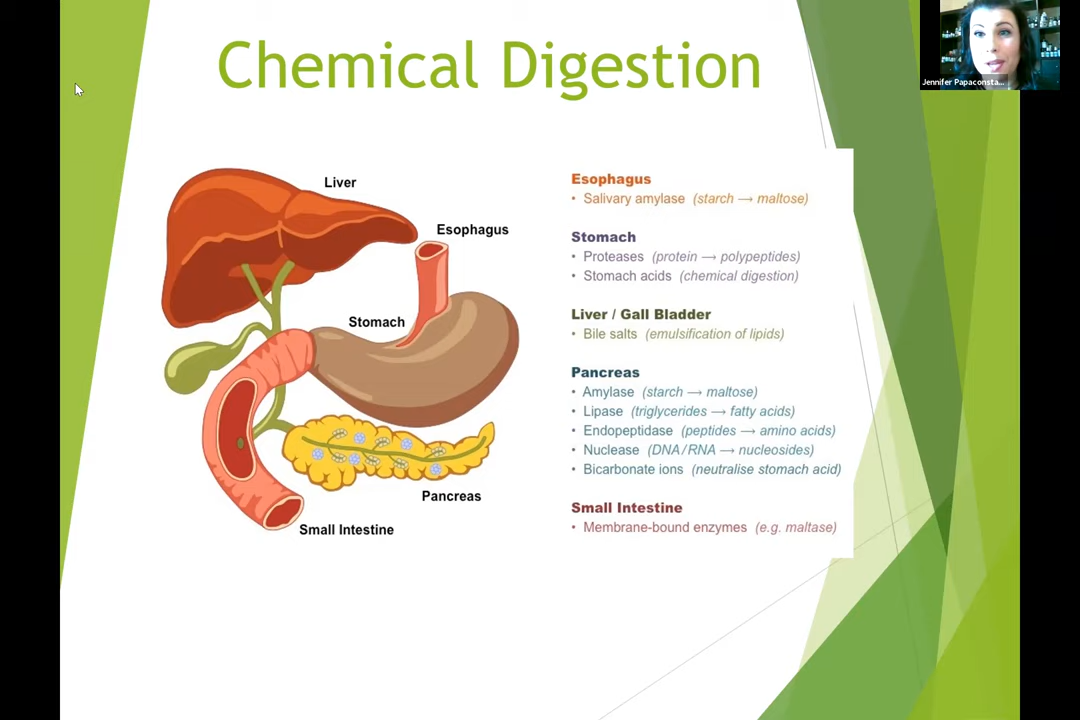 Chemical Digestion
Jennifer Papaconsta...
Liver
Esophagus
Stomach
Pancreas
Small Intestine
Esophagus
• Salivary amylase (starch → maltose)
Stomach
• Proteases (protein → polypeptides)
• Stomach acids (chemical digestion)
Liver / Gall Bladder
• Bile salts (emulsification of lipids)
Pancreas
• Amylase (starch → maltose)
• Lipase (triglycerides → fatty acids)
• Endopeptidase (peptides → amino acids)
• Nuclease (DNA / RNA → nucleosides)
• Bicarbonate ions (neutralise stomach acid)
Small Intestine
• Membrane-bound enzymes (e.g. maltase)